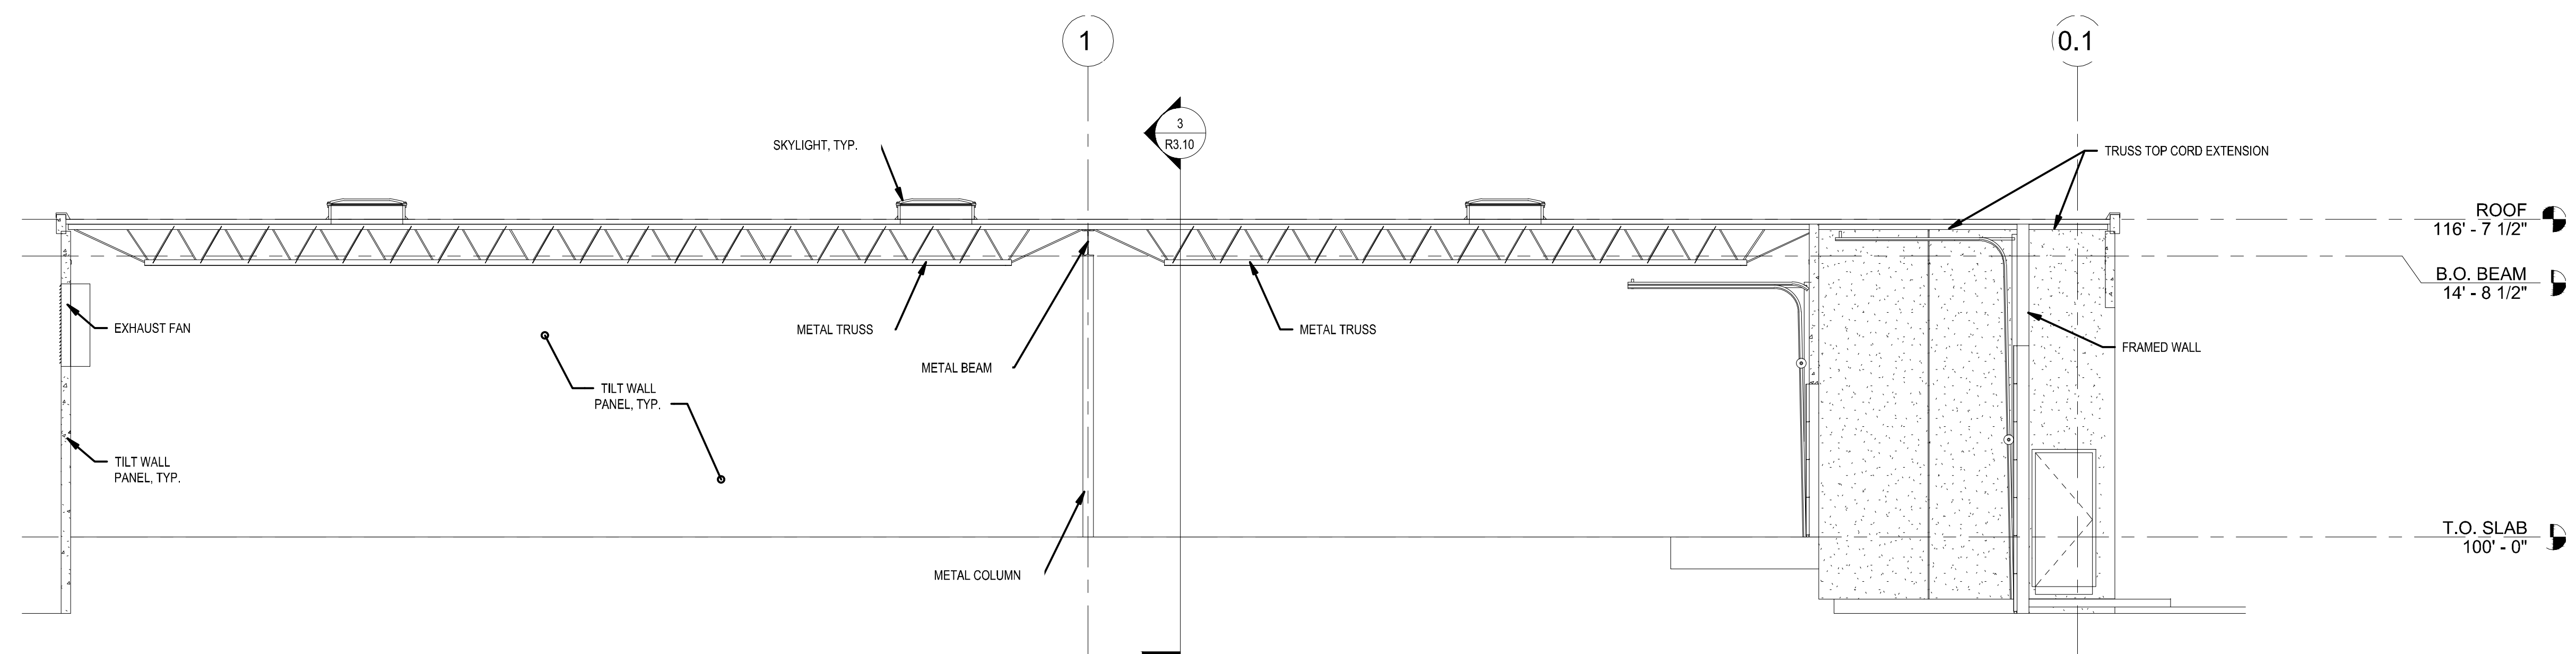 1
0.1
3
R3.10
SKYLIGHT, TYP.
TRUSS TOP CORD EXTENSION
ROOF
116' - 7 1/2"
B.O. BEAM
14' - 8 1/2"
EXHAUST FAN
METAL TRUSS
METAL TRUSS
FRAMED WALL
METAL BEAM
TILT WALL
PANEL, TYP.
TILT WALL
PANEL, TYP.
T.O. SLAB
100' - 0"
METAL COLUMN